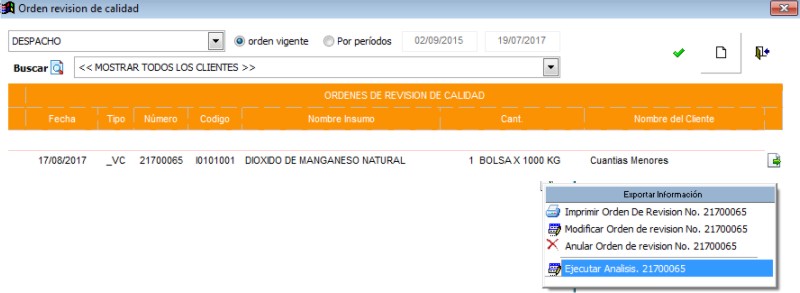 Orden revision de calidad
DESPACHO
orden vigente
Por períodos
02/09/2015
19/07/2017
Buscar
<< MOSTRAR TODOS LOS CLIENTES >>
ORDENES DE REVISION DE CALIDAD
Fecha Tipo Número Codigo Nombre Insumo Cant. Nombre del Cliente
17/08/2017 _VC 21700065 I0101001 DIOXIDO DE MANGANESO NATURAL 1 BOLSA X 1000 KG Cuantias Menores
Exportar Información
Imprimir Orden De Revision No. 21700065
Modificar Orden de revision No. 21700065
Anular Orden de revision No. 21700065
Ejecutar Analisis. 21700065